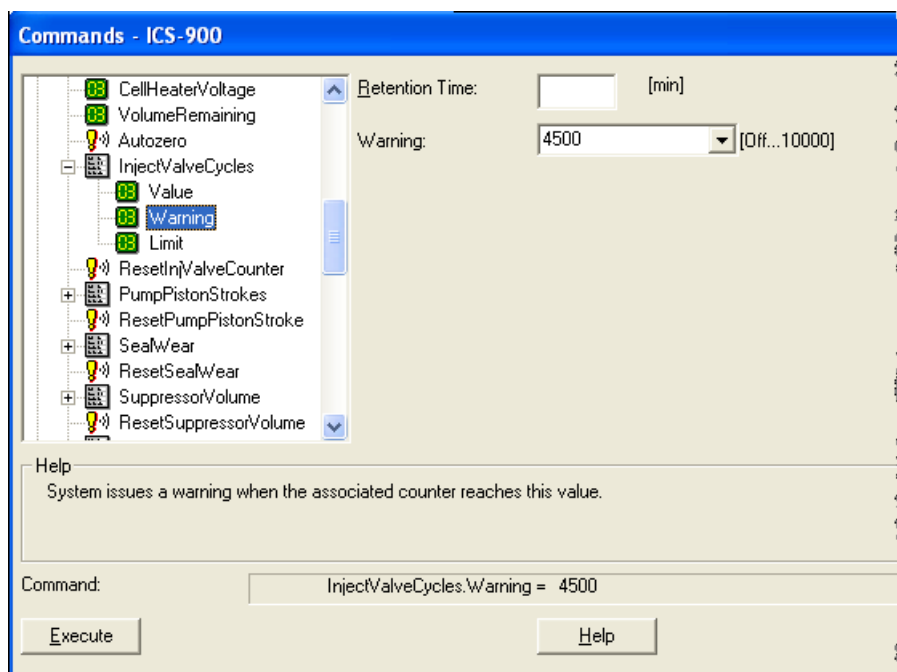 Commands - ICS-900
CellHeaterVoltage
VolumeRemaining
Autozero
InjectValveCycles
Value
Warning
Limit
ResetInjValveCounter
PumpPistonStrokes
ResetPumpPistonStroke
SealWear
ResetSealWear
SuppressorVolume
ResetSuppressorVolume
Retention Time: [min]
Warning: 4500 [Off...10000]
Help
System issues a warning when the associated counter reaches this value.
Command: InjectValveCycles.Warning = 4500
Execute Help